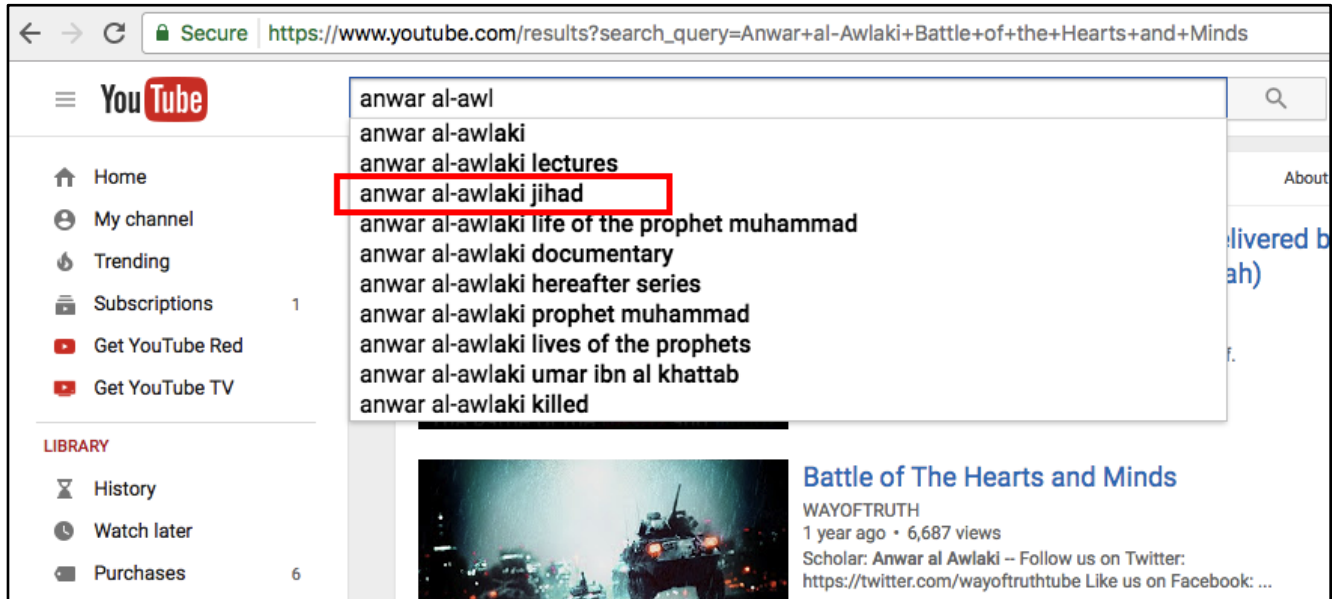 Secure https://www.youtube.com/results?search_query=Anwar+al-Awlaki+Battle+of+the+Hearts+and+Minds
YouTube
anwar al-awl
anwar al-awlaki
anwar al-awlaki lectures
anwar al-awlaki jihad
anwar al-awlaki life of the prophet muhammad
anwar al-awlaki documentary
anwar al-awlaki hereafter series
anwar al-awlaki prophet muhammad
anwar al-awlaki lives of the prophets
anwar al-awlaki umar ibn al khattab
anwar al-awlaki killed
Home
My channel
Trending
Subscriptions 1
Get YouTube Red
Get YouTube TV
LIBRARY
History
Watch later
Purchases 6
About
livered b
ah)
f.
Battle of The Hearts and Minds
WAYOFTRUTH
1 year ago • 6,687 views
Scholar: Anwar al Awlaki -- Follow us on Twitter:
https://twitter.com/wayoftruthtube Like us on Facebook: ...